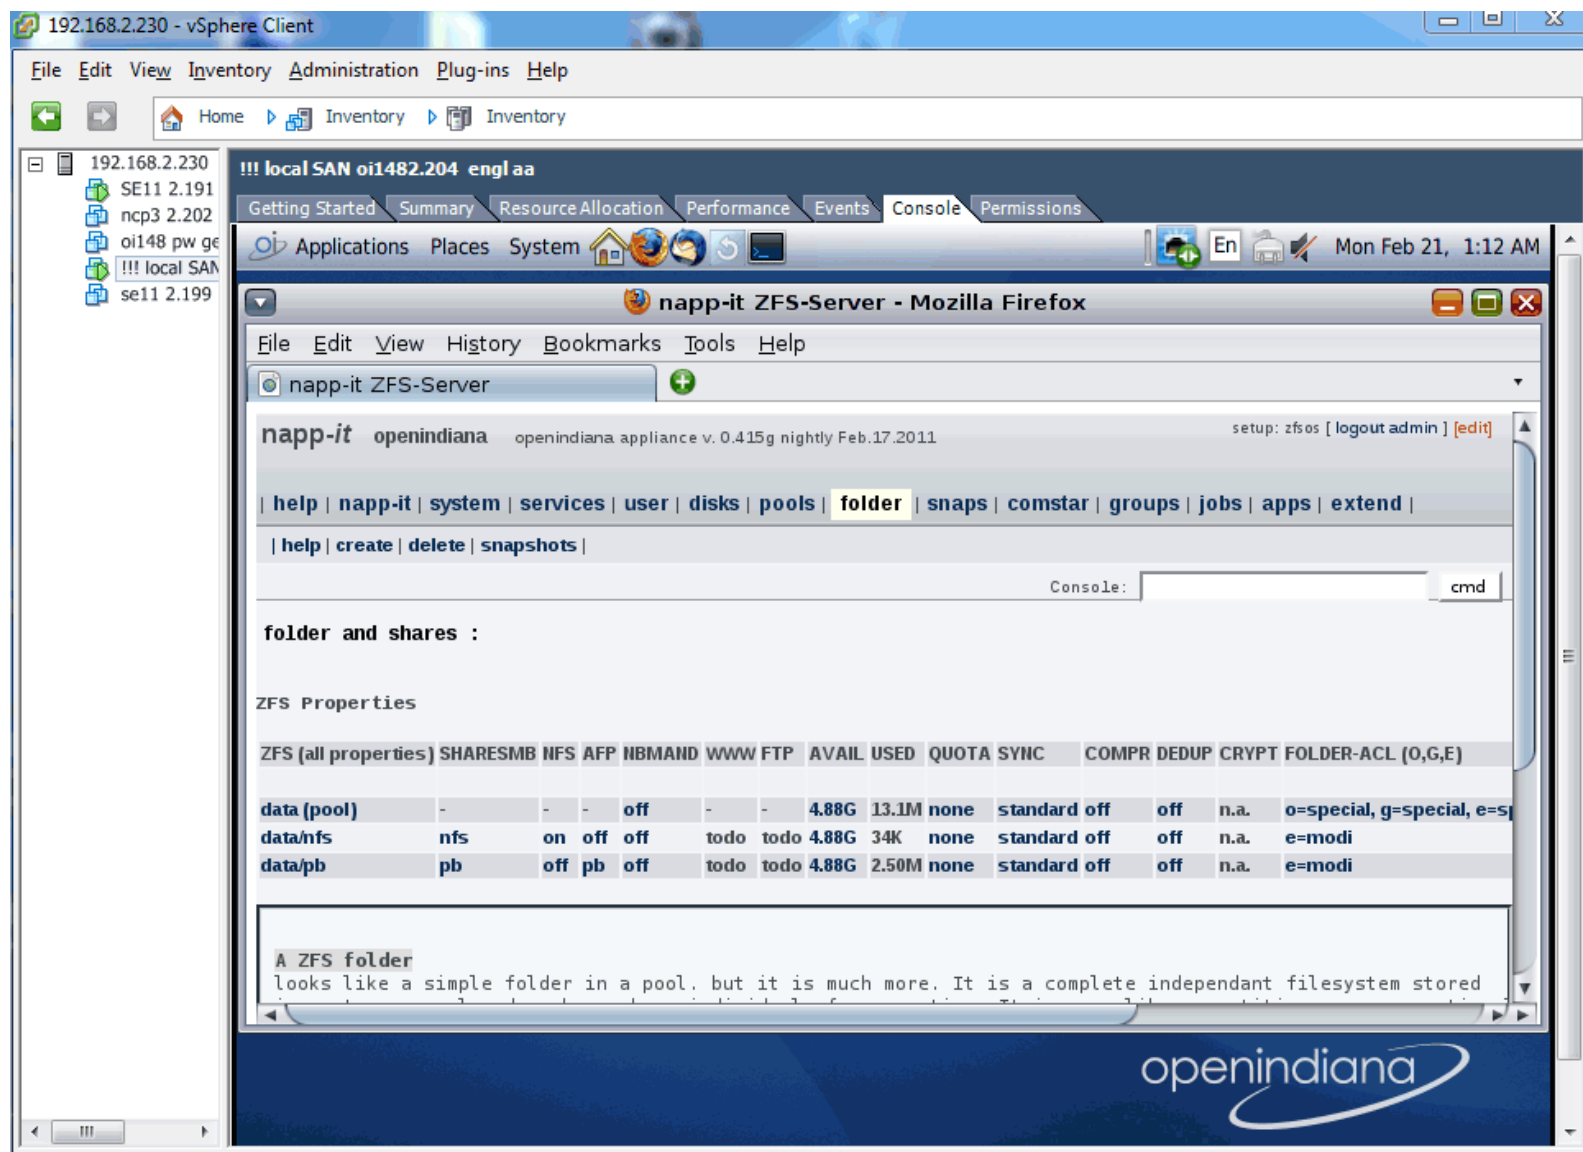 192.168.2.230 - vSphere Client
File Edit View Inventory Administration Plug-ins Help
Home Inventory Inventory
192.168.2.230
SE11 2.191
ncp3 2.202
oi148 pw ge
!!! local SAN
se11 2.199
!!! local SAN oi1482.204 engl aa
Getting Started Summary Resource Allocation Performance Events Console Permissions
Applications Places System En Mon Feb 21, 1:12 AM
napp-it ZFS-Server - Mozilla Firefox
File Edit View History Bookmarks Tools Help
napp-it ZFS-Server
napp-it openindiana openindiana appliance v. 0.415g nightly Feb.17.2011 setup: zfsos [ logout admin ] [edit]
| help | napp-it | system | services | user | disks | pools | folder | snaps | comstar | groups | jobs | apps | extend |
| help | create | delete | snapshots |
Console: cmd
folder and shares :
ZFS Properties
ZFS (all properties) SHARESMB NFS AFP NBMAND WWW FTP AVAIL USED QUOTA SYNC COMPR DEDUP CRYPT FOLDER-ACL (O,G,E)
data (pool) - - - off - - 4.88G 13.1M none standard off off n.a. o=special, g=special, e=sp
data/nfs nfs on off off todo todo 4.88G 34K none standard off off n.a. e=modi
data/pb pb off pb off todo todo 4.88G 2.50M none standard off off n.a. e=modi
A ZFS folder
looks like a simple folder in a pool. but it is much more. It is a complete independant filesystem stored
openindiana